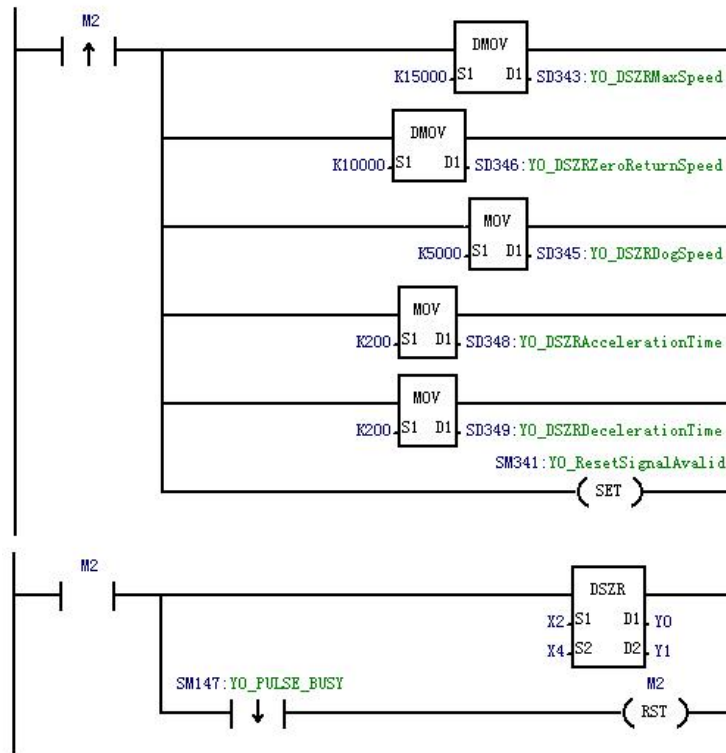 M2
DMOV
K15000 S1 D1 SD343:Y0_DSZRMaxSpeed
DMOV
K10000 S1 D1 SD346:Y0_DSZRZeroReturnSpeed
MOV
K5000 S1 D1 SD345:Y0_DSZRDogSpeed
MOV
K200 S1 D1 SD348:Y0_DSZRAccelerationTime
MOV
K200 S1 D1 SD349:Y0_DSZRDecelerationTime
SM341:Y0_ResetSignalAvalid
SET
M2
DSZR
X2 S1 D1 Y0
X4 S2 D2 Y1
SM147:Y0_PULSE_BUSY
M2
RST